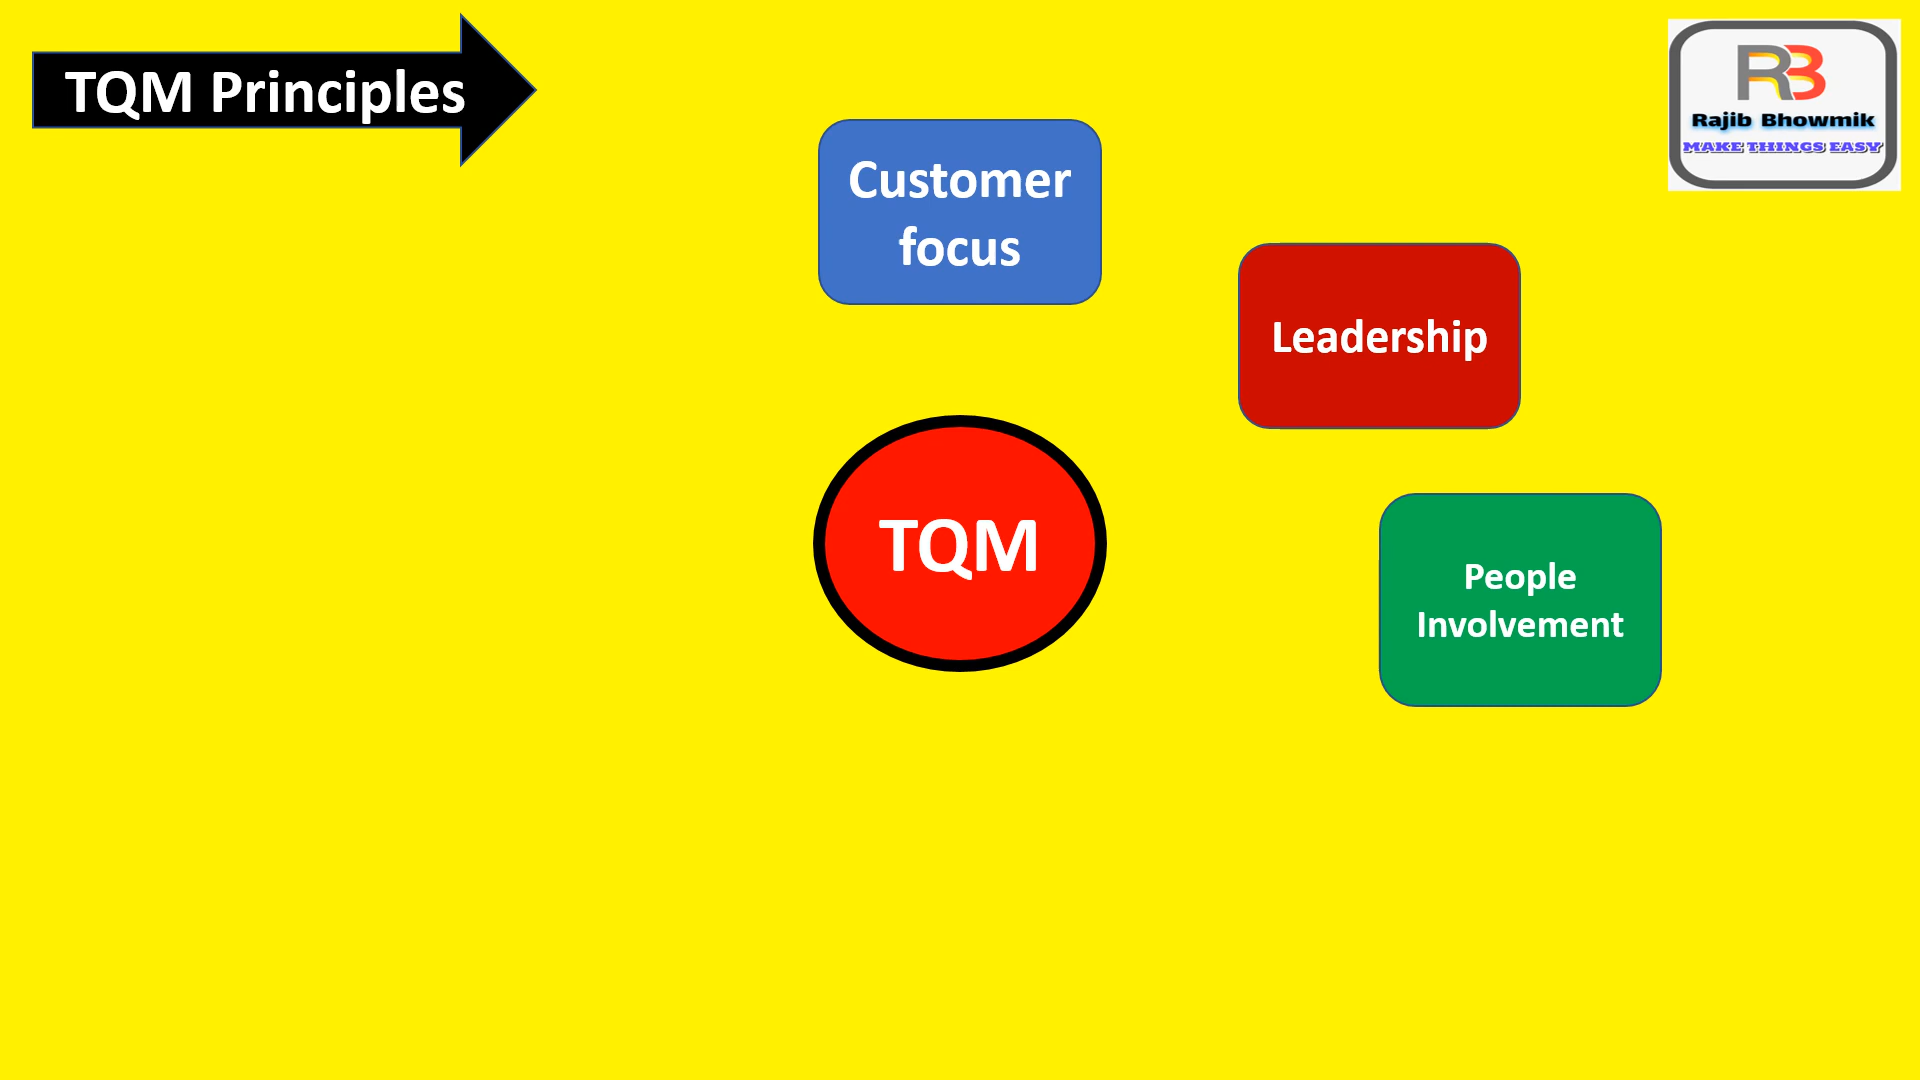 TQM Principles
Rajib Bhowmik
MAKE THINGS EASY
Customer
focus
Leadership
TQM
People
Involvement